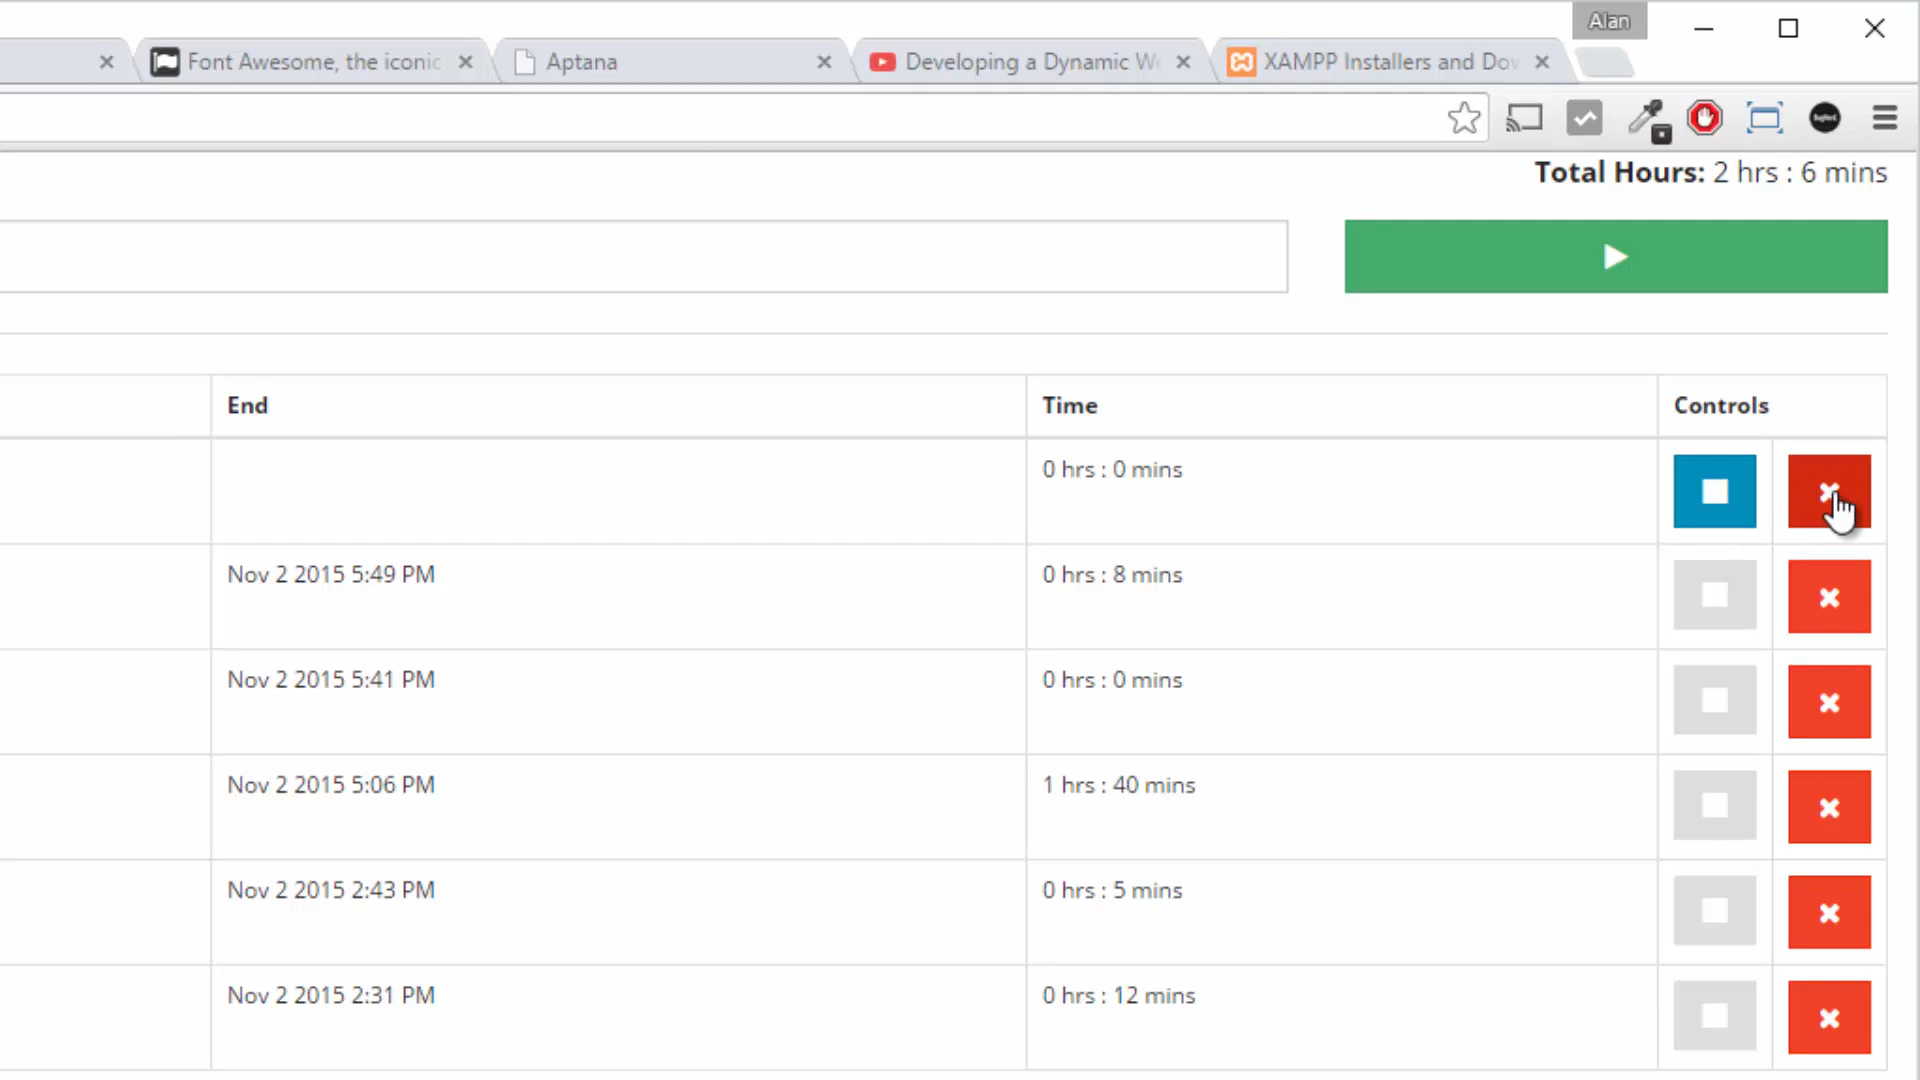 Alan
Font Awesome, the iconic
Aptana
Developing a Dynamic W
XAMPP Installers and Dov
Total Hours: 2 hrs : 6 mins
End Time Controls
0 hrs : 0 mins
Nov 2 2015 5:49 PM 0 hrs : 8 mins
Nov 2 2015 5:41 PM 0 hrs : 0 mins
Nov 2 2015 5:06 PM 1 hrs : 40 mins
Nov 2 2015 2:43 PM 0 hrs : 5 mins
Nov 2 2015 2:31 PM 0 hrs : 12 mins